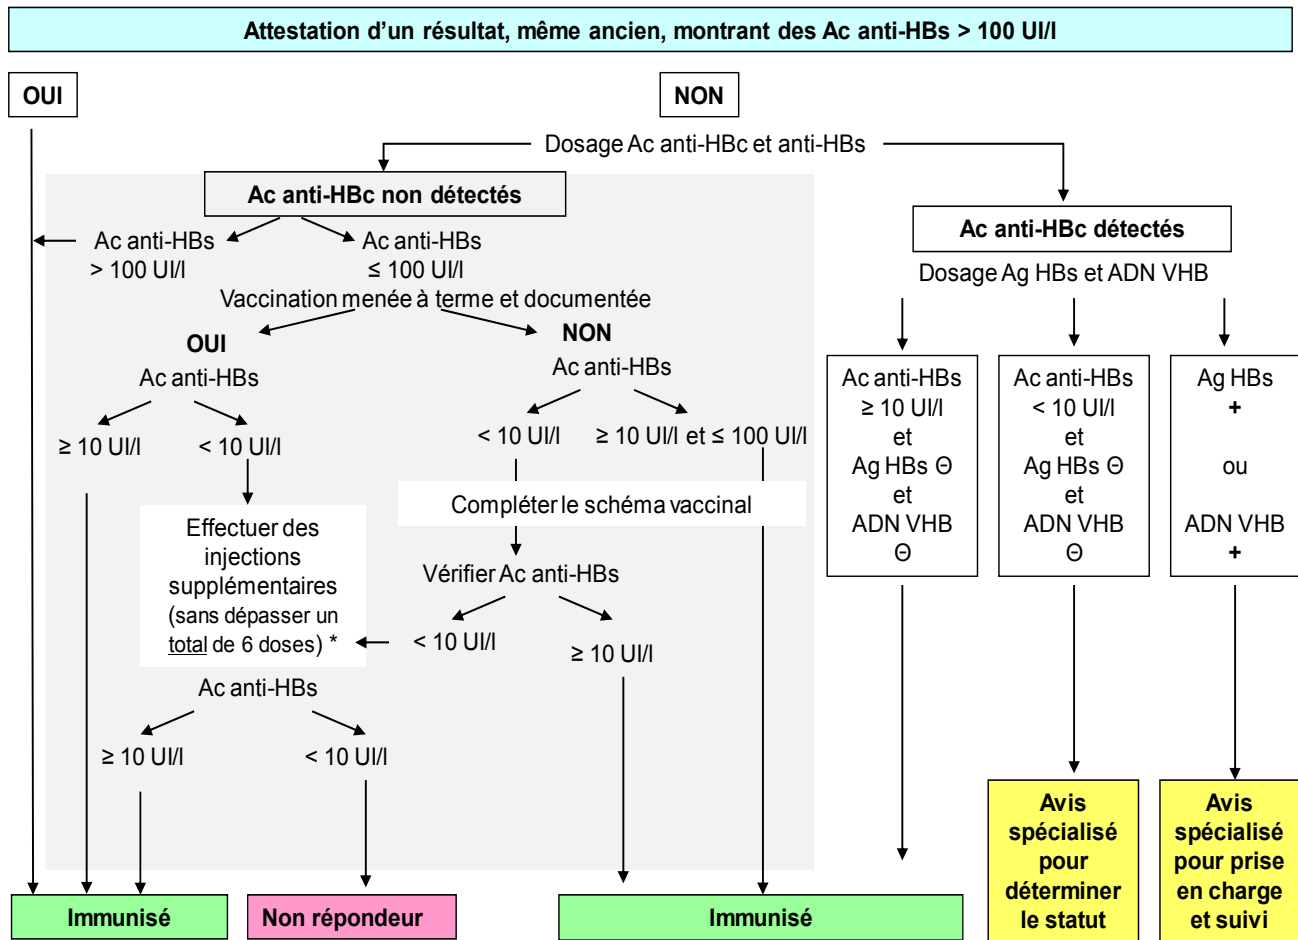 Attestation d’un résultat, même ancien, montrant des Ac anti-HBs > 100 UI/l
OUI
NON
Dosage Ac anti-HBc et anti-HBs
Ac anti-HBc non détectés
Ac anti-HBs
> 100 UI/l
Ac anti-HBs
≤ 100 UI/l
Vaccination menée à terme et documentée
OUI
Ac anti-HBs
≥ 10 UI/l
< 10 UI/l
NON
Ac anti-HBs
< 10 UI/l
≥ 10 UI/l et ≤ 100 UI/l
Effectuer des
injections
supplémentaires
(sans dépasser un
total de 6 doses) *
Compléter le schéma vaccinal
Vérifier Ac anti-HBs
< 10 UI/l
≥ 10 UI/l
Ac anti-HBs
≥ 10 UI/l
< 10 UI/l
Ac anti-HBc détectés
Dosage Ag HBs et ADN VHB
Ac anti-HBs
≥ 10 UI/l
et
Ag HBs Θ
et
ADN VHB
Θ
Ac anti-HBs
< 10 UI/l
et
Ag HBs Θ
et
ADN VHB
Θ
Ag HBs
+
ou
ADN VHB
+
Immunisé
Non répondeur
Immunisé
Avis
spécialisé
pour
déterminer
le statut
Avis
spécialisé
pour prise
en charge
et suivi